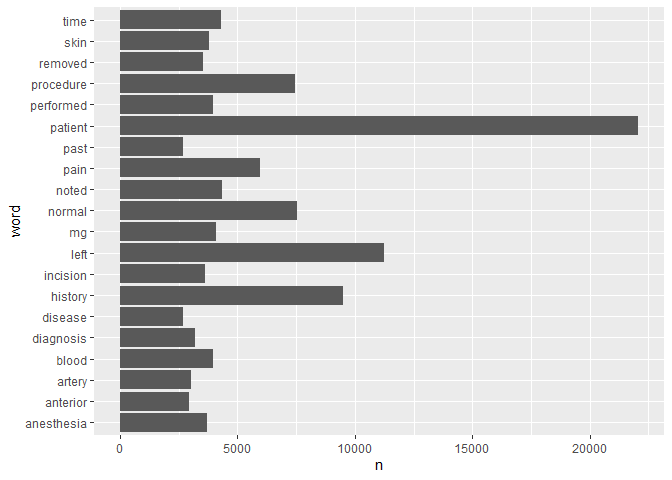 time
skin
removed
procedure
performed
patient
past
pain
noted
normal
mg
left
incision
history
disease
diagnosis
blood
artery
anterior
anesthesia
word
0 5000 10000 15000 20000
n